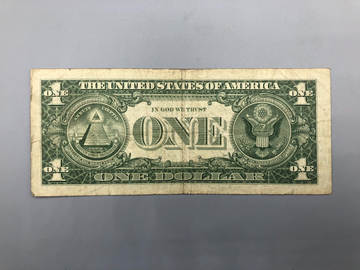 THE UNITED STATES OF AMERICA
1 1
ONE ONE
IN GOD WE TRUST
ONE
1 1
ONE ONE
ONE DOLLAR